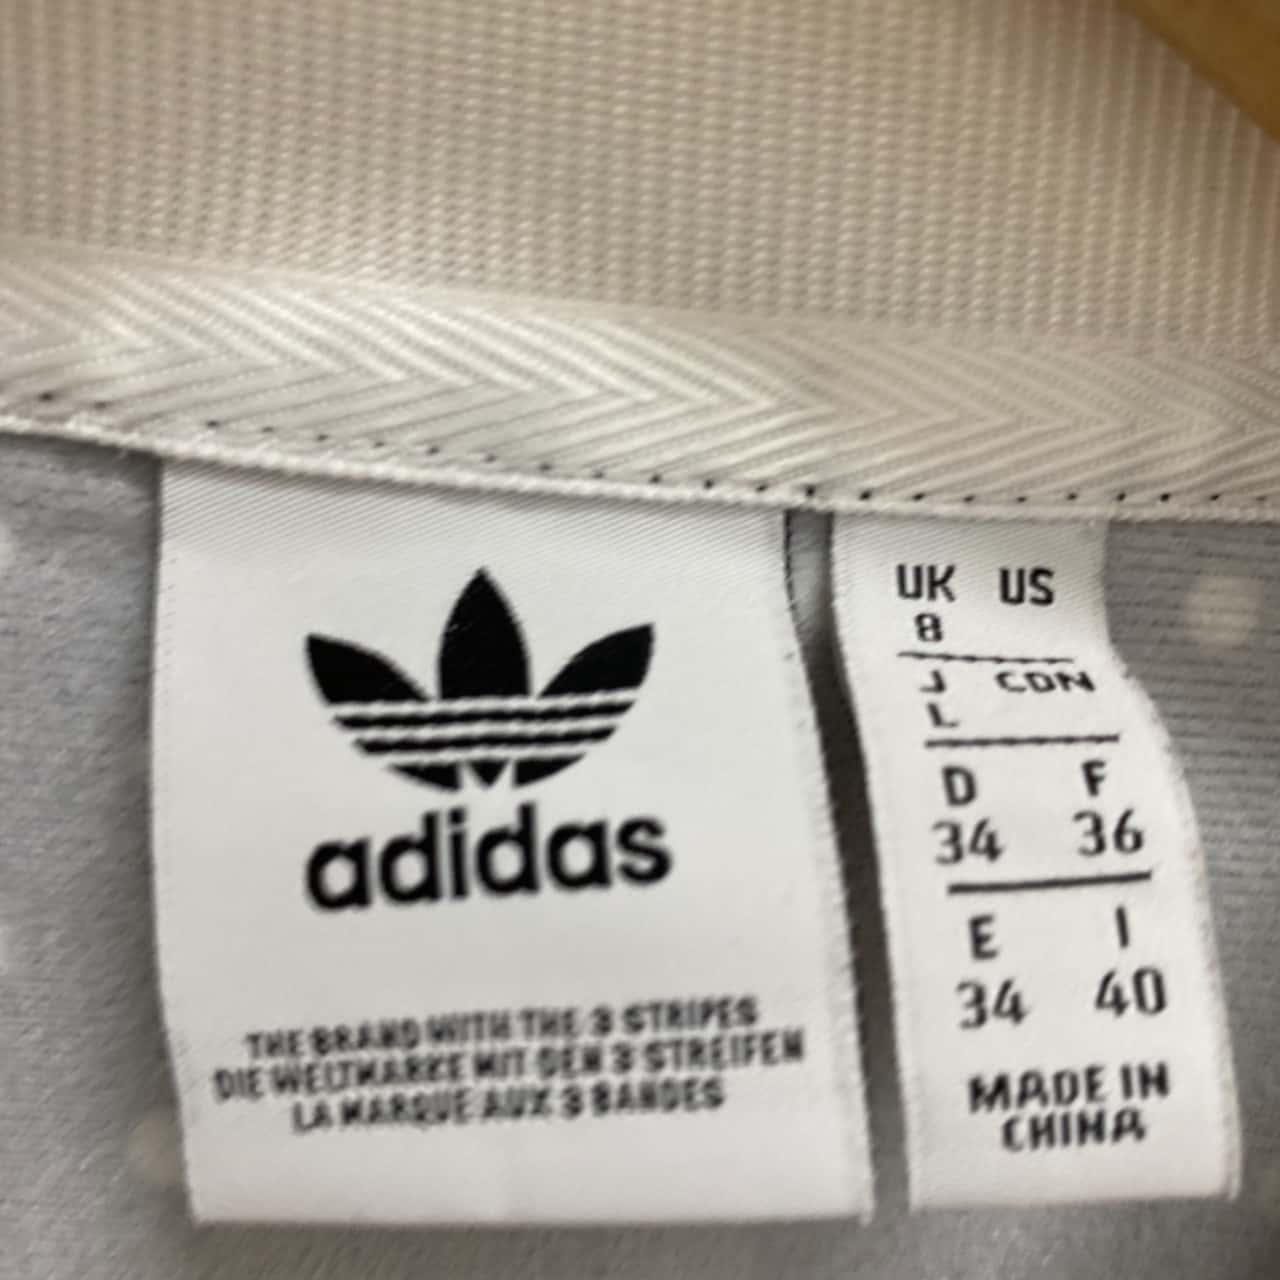 adidas
THE BRAND WITH THE 3 STRIPES
DIE WELTMARKE MIT DEN 3 STREIFEN
LA MARQUE AUX 3 BANDES
UK US
8
J CDN
L
D F
34 36
E I
34 40
MADE IN
CHINA